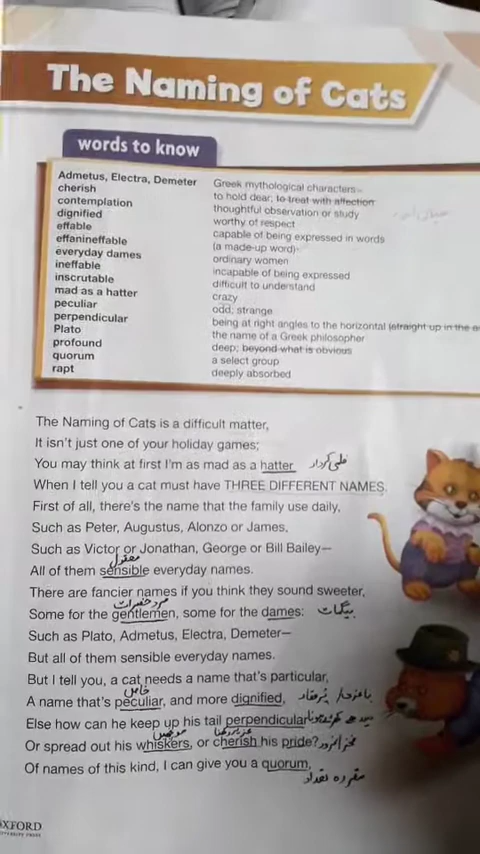 The Naming of Cats
words to know
Admetus, Electra, Demeter Greek mythological characters
cherish to hold dear; to treat with affection
contemplation thoughtful observation or study
dignified worthy of respect
effable capable of being expressed in words
effanineffable (a made-up word)
everyday dames ordinary women
ineffable incapable of being expressed
inscrutable difficult to understand
mad as a hatter crazy
peculiar odd; strange
perpendicular being at right angles to the horizontal (straight up in the
Plato the name of a Greek philosopher
profound deep; beyond what is obvious
quorum a select group
rapt deeply absorbed
The Naming of Cats is a difficult matter,
It isn't just one of your holiday games;
You may think at first I'm as mad as a hatter
When I tell you a cat must have THREE DIFFERENT NAMES.
First of all, there's the name that the family use daily,
Such as Peter, Augustus, Alonzo or James,
Such as Victor or Jonathan, George or Bill Bailey—
معقول
All of them sensible everyday names.
There are fancier names if you think they sound sweeter,
Some for the gentlemen, some for the dames: بیگمات
Such as Plato, Admetus, Electra, Demeter—
But all of them sensible everyday names.
But I tell you, a cat needs a name that's particular,
خاص
A name that's peculiar, and more dignified,
Else how can he keep up his tail perpendicular
Or spread out his whiskers, or cherish his pride?
Of names of this kind, I can give you a quorum,
OXFORD